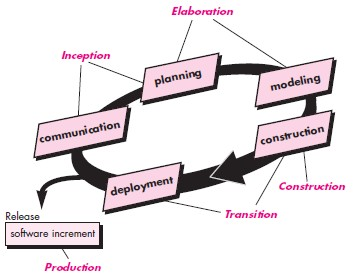 Elaboration
Inception
planning
modeling
communication
construction
deployment
Construction
Transition
Release
software increment
Production